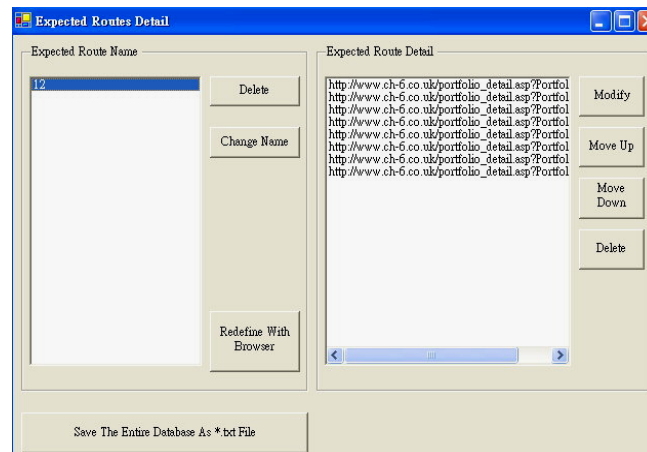 Expected Routes Detail
Expected Route Name
12
Delete
Change Name
Redefine With
Browser
Expected Route Detail
http://www.ch-6.co.uk/portfolio_detail.asp?Portfol
http://www.ch-6.co.uk/portfolio_detail.asp?Portfol
http://www.ch-6.co.uk/portfolio_detail.asp?Portfol
http://www.ch-6.co.uk/portfolio_detail.asp?Portfol
http://www.ch-6.co.uk/portfolio_detail.asp?Portfol
http://www.ch-6.co.uk/portfolio_detail.asp?Portfol
http://www.ch-6.co.uk/portfolio_detail.asp?Portfol
http://www.ch-6.co.uk/portfolio_detail.asp?Portfol
Modify
Move Up
Move
Down
Delete
Save The Entire Database As *.txt File